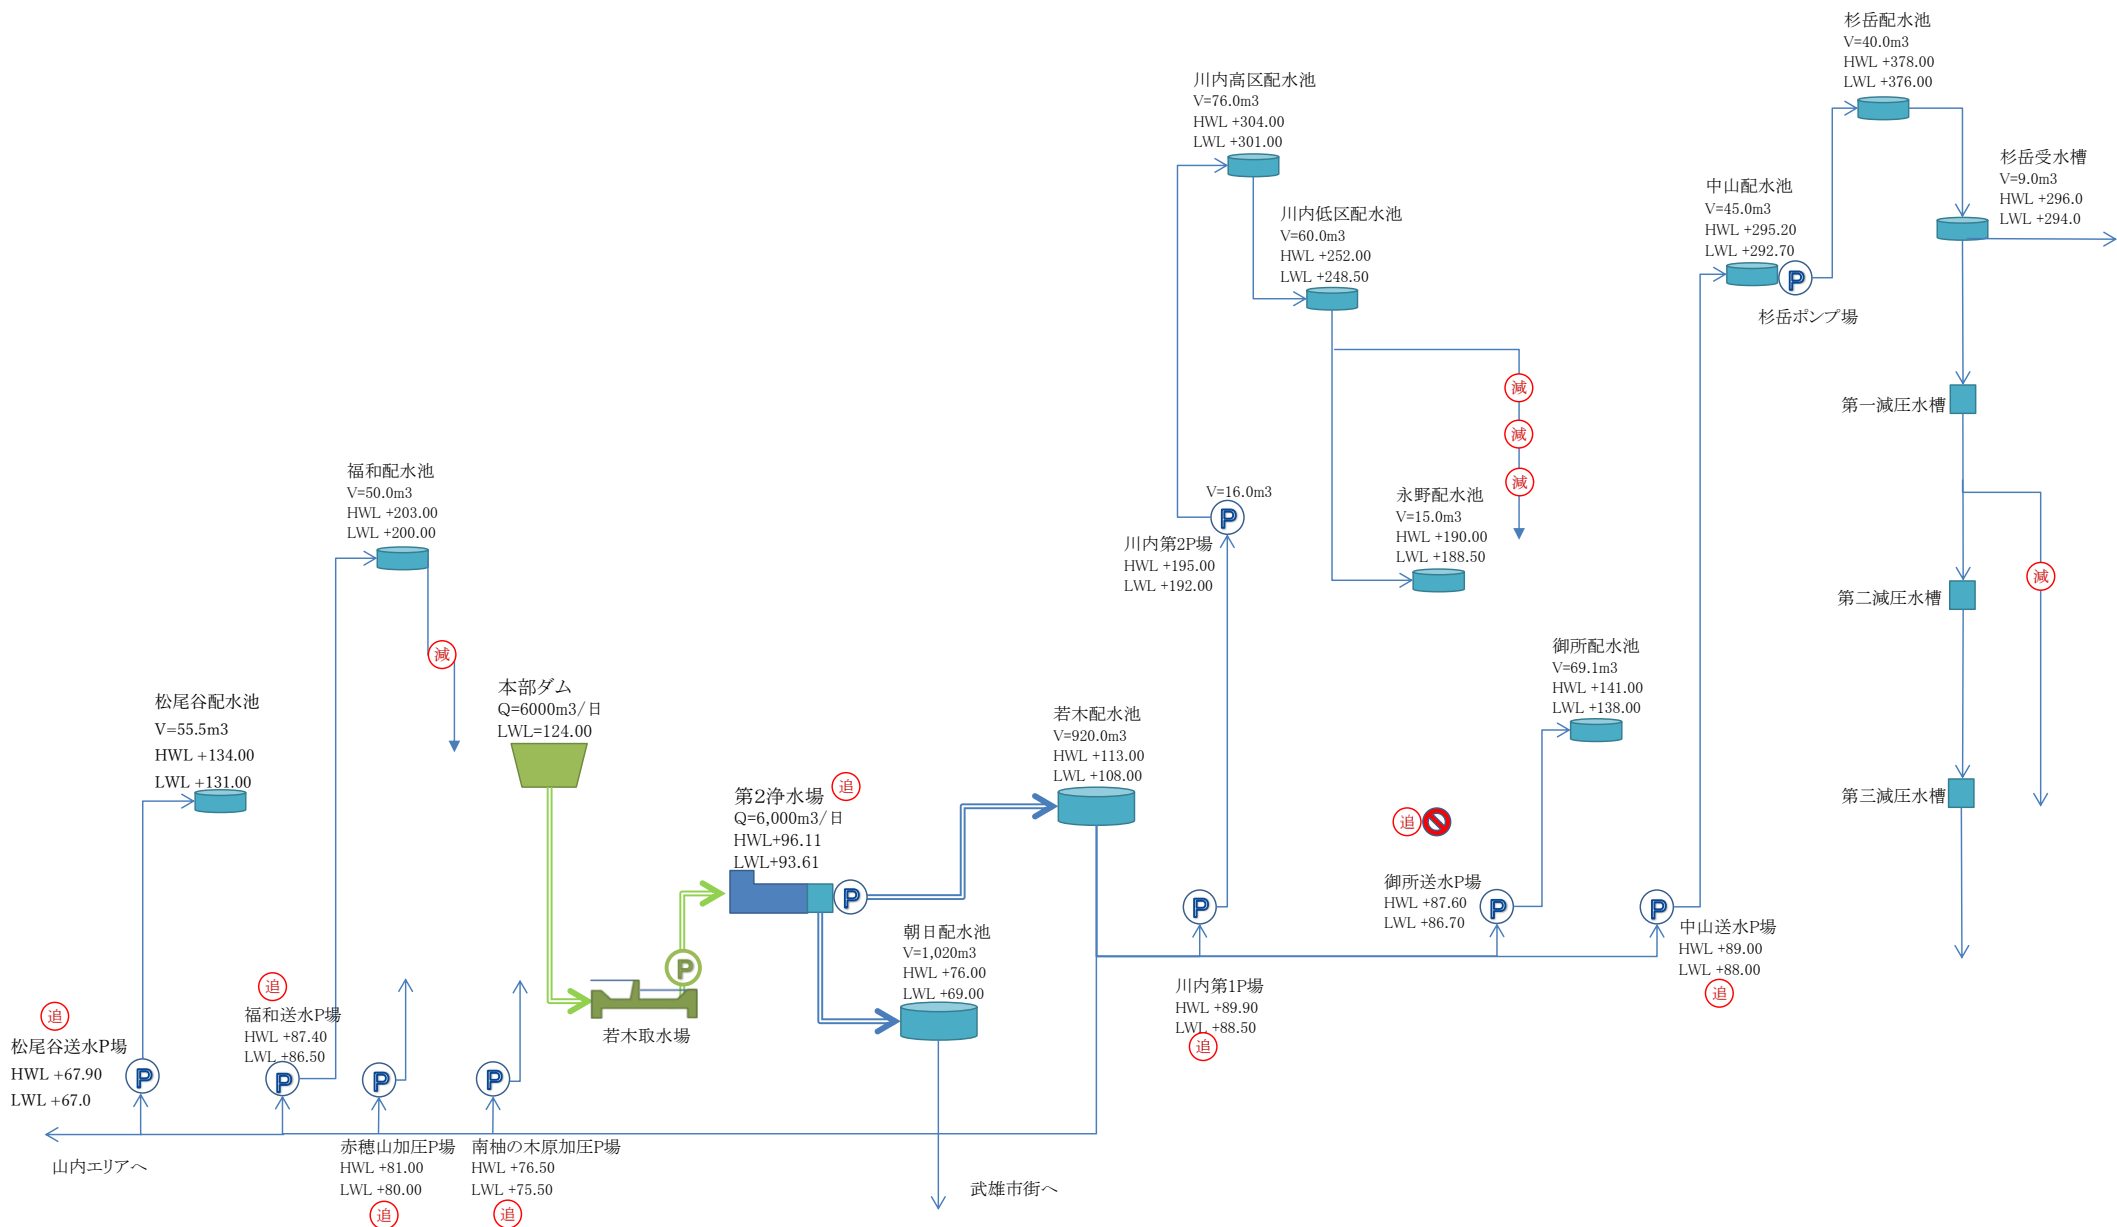 杉岳配水池
V=40.0m3
HWL +378.00
LWL +376.00
川内高区配水池
V=76.0m3
HWL +304.00
LWL +301.00
杉岳受水槽
V=9.0m3
HWL +296.0
LWL +294.0
中山配水池
V=45.0m3
HWL +295.20
LWL +292.70
P
杉岳ポンプ場
川内低区配水池
V=60.0m3
HWL +252.00
LWL +248.50
減
減
減
第一減圧水槽
福和配水池
V=50.0m3
HWL +203.00
LWL +200.00
減
V=16.0m3
P
川内第2P場
HWL +195.00
LWL +192.00
永野配水池
V=15.0m3
HWL +190.00
LWL +188.50
減
第二減圧水槽
御所配水池
V=69.1m3
HWL +141.00
LWL +138.00
松尾谷配水池
V=55.5m3
HWL +134.00
LWL +131.00
本部ダム
Q=6000m3/日
LWL=124.00
若木配水池
V=920.0m3
HWL +113.00
LWL +108.00
第2浄水場
追
Q=6,000m3/日
HWL+96.11
LWL+93.61
P
第三減圧水槽
追
御所送水P場
HWL +87.60
LWL +86.70
P
P
P
中山送水P場
HWL +89.00
LWL +88.00
追
朝日配水池
V=1,020m3
HWL +76.00
LWL +69.00
P
若木取水場
川内第1P場
HWL +89.90
LWL +88.50
追
追
松尾谷送水P場
HWL +67.90
LWL +67.0
P
追
福和送水P場
HWL +87.40
LWL +86.50
P
P
P
山内エリアへ
赤穂山加圧P場
HWL +81.00
LWL +80.00
追
南柚の木原加圧P場
HWL +76.50
LWL +75.50
追
武雄市街へ